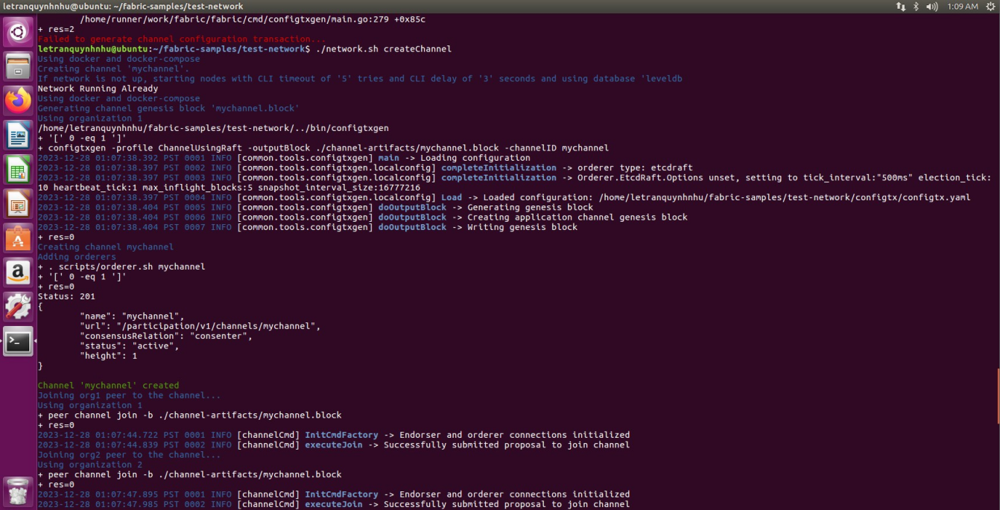 letranquynhnhu@ubuntu: ~/fabric-samples/test-network
1:09 AM
/home/runner/work/fabric/fabric/cmd/configtxgen/main.go:279 +0x85c
+ res=2
Failed to generate channel configuration transaction...
letranquynhnhu@ubuntu:~/fabric-samples/test-network$ ./network.sh createChannel
Using docker and docker-compose
Creating channel 'mychannel'.
If network is not up, starting nodes with CLI timeout of '5' tries and CLI delay of '3' seconds and using database 'leveldb
Network Running Already
Using docker and docker-compose
Generating channel genesis block 'mychannel.block'
Using organization 1
/home/letranquynhnhu/fabric-samples/test-network/../bin/configtxgen
+ '[' 0 -eq 1 ']'
+ configtxgen -profile ChannelUsingRaft -outputBlock ./channel-artifacts/mychannel.block -channelID mychannel
2023-12-28 01:07:38.392 PST 0001 INFO [common.tools.configtxgen] main -> Loading configuration
2023-12-28 01:07:38.397 PST 0002 INFO [common.tools.configtxgen.localconfig] completeInitialization -> orderer type: etcdraft
2023-12-28 01:07:38.397 PST 0003 INFO [common.tools.configtxgen.localconfig] completeInitialization -> Orderer.EtcdRaft.Options unset, setting to tick_interval:"500ms" election_tick:
10 heartbeat_tick:1 max_inflight_blocks:5 snapshot_interval_size:16777216
2023-12-28 01:07:38.397 PST 0004 INFO [common.tools.configtxgen.localconfig] Load -> Loaded configuration: /home/letranquynhnhu/fabric-samples/test-network/configtx/configtx.yaml
2023-12-28 01:07:38.404 PST 0005 INFO [common.tools.configtxgen] doOutputBlock -> Generating genesis block
2023-12-28 01:07:38.404 PST 0006 INFO [common.tools.configtxgen] doOutputBlock -> Creating application channel genesis block
2023-12-28 01:07:38.404 PST 0007 INFO [common.tools.configtxgen] doOutputBlock -> Writing genesis block
+ res=0
Creating channel mychannel
Adding orderers
+ . scripts/orderer.sh mychannel
+ '[' 0 -eq 1 ']'
+ res=0
Status: 201
{
"name": "mychannel",
"url": "/participation/v1/channels/mychannel",
"consensusRelation": "consenter",
"status": "active",
"height": 1
}
Channel 'mychannel' created
Joining org1 peer to the channel...
Using organization 1
+ peer channel join -b ./channel-artifacts/mychannel.block
+ res=0
2023-12-28 01:07:44.722 PST 0001 INFO [channelCmd] InitCmdFactory -> Endorser and orderer connections initialized
2023-12-28 01:07:44.839 PST 0002 INFO [channelCmd] executeJoin -> Successfully submitted proposal to join channel
Joining org2 peer to the channel...
Using organization 2
+ peer channel join -b ./channel-artifacts/mychannel.block
+ res=0
2023-12-28 01:07:47.895 PST 0001 INFO [channelCmd] InitCmdFactory -> Endorser and orderer connections initialized
2023-12-28 01:07:47.985 PST 0002 INFO [channelCmd] executeJoin -> Successfully submitted proposal to join channel